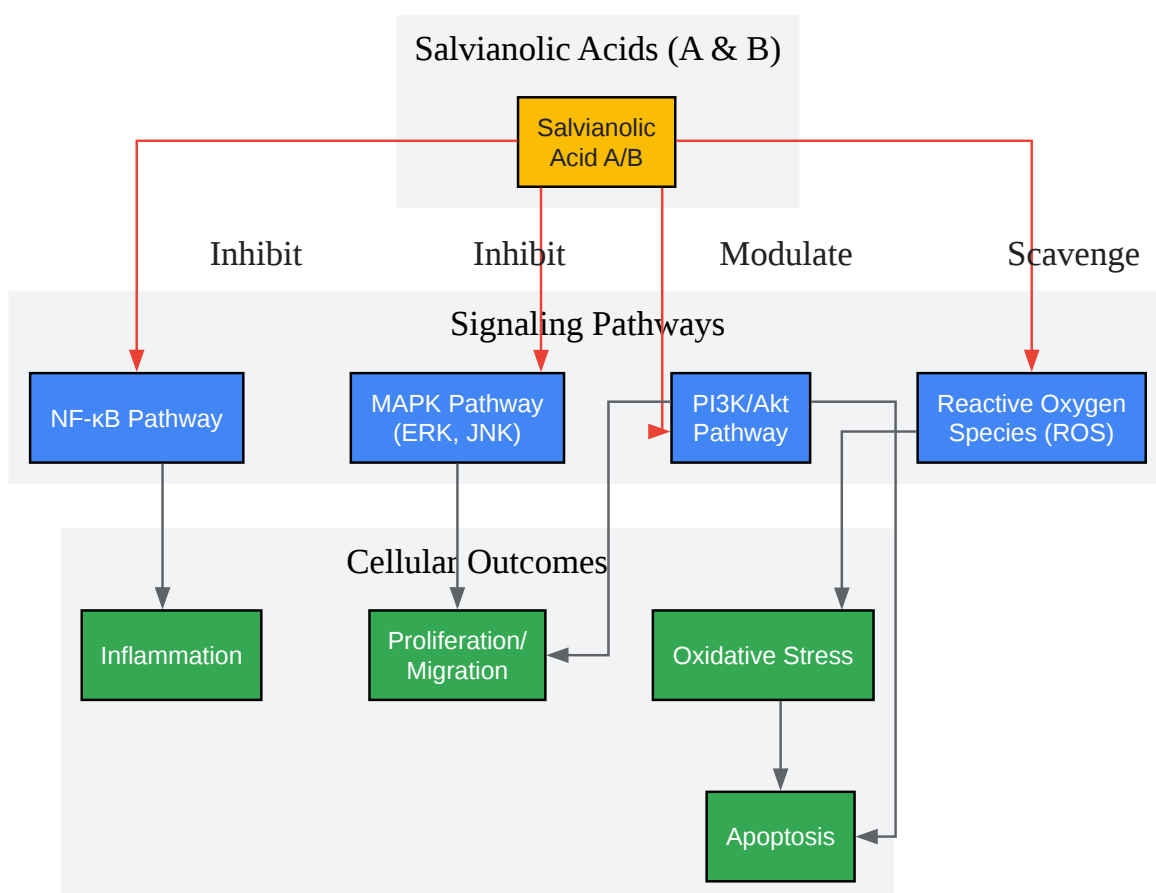 Salvianolic Acids (A & B)
Salvianolic
Acid A/B
Inhibit
Inhibit
Modulate
Scavenge
Signaling Pathways
NF-κB Pathway
MAPK Pathway
(ERK, JNK)
PI3K/Akt
Pathway
Reactive Oxygen
Species (ROS)
Cellular Outcomes
Inflammation
Proliferation/
Migration
Oxidative Stress
Apoptosis